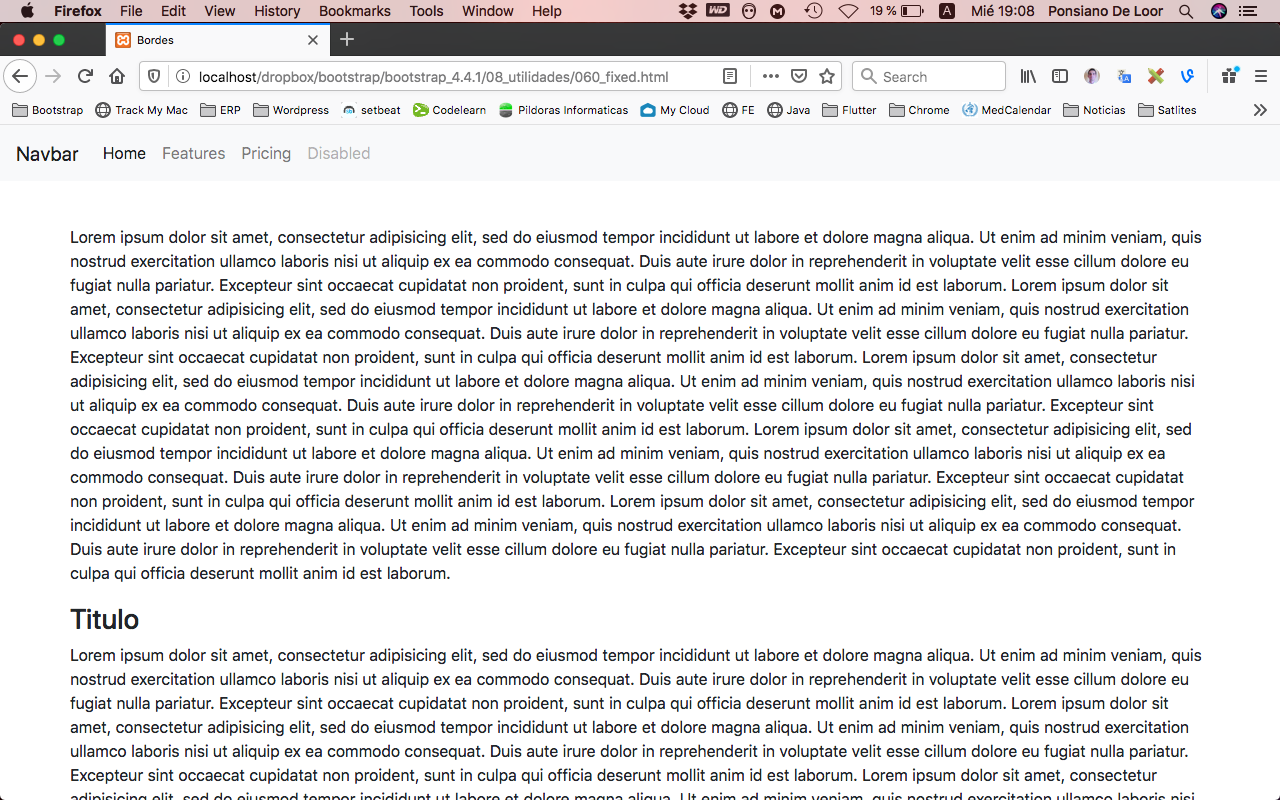 Firefox File Edit View History Bookmarks Tools Window Help WD 19 % A Mié 19:08 Ponsiano De Loor
Bordes
localhost/dropbox/bootstrap/bootstrap_4.4.1/08_utilidades/060_fixed.html Search
Bootstrap Track My Mac ERP Wordpress setbeat Codelearn Pildoras Informaticas My Cloud FE Java Flutter Chrome MedCalendar Noticias Satlites
Navbar Home Features Pricing Disabled
Lorem ipsum dolor sit amet, consectetur adipisicing elit, sed do eiusmod tempor incididunt ut labore et dolore magna aliqua. Ut enim ad minim veniam, quis
nostrud exercitation ullamco laboris nisi ut aliquip ex ea commodo consequat. Duis aute irure dolor in reprehenderit in voluptate velit esse cillum dolore eu
fugiat nulla pariatur. Excepteur sint occaecat cupidatat non proident, sunt in culpa qui officia deserunt mollit anim id est laborum. Lorem ipsum dolor sit
amet, consectetur adipisicing elit, sed do eiusmod tempor incididunt ut labore et dolore magna aliqua. Ut enim ad minim veniam, quis nostrud exercitation
ullamco laboris nisi ut aliquip ex ea commodo consequat. Duis aute irure dolor in reprehenderit in voluptate velit esse cillum dolore eu fugiat nulla pariatur.
Excepteur sint occaecat cupidatat non proident, sunt in culpa qui officia deserunt mollit anim id est laborum. Lorem ipsum dolor sit amet, consectetur
adipisicing elit, sed do eiusmod tempor incididunt ut labore et dolore magna aliqua. Ut enim ad minim veniam, quis nostrud exercitation ullamco laboris nisi
ut aliquip ex ea commodo consequat. Duis aute irure dolor in reprehenderit in voluptate velit esse cillum dolore eu fugiat nulla pariatur. Excepteur sint
occaecat cupidatat non proident, sunt in culpa qui officia deserunt mollit anim id est laborum. Lorem ipsum dolor sit amet, consectetur adipisicing elit, sed
do eiusmod tempor incididunt ut labore et dolore magna aliqua. Ut enim ad minim veniam, quis nostrud exercitation ullamco laboris nisi ut aliquip ex ea
commodo consequat. Duis aute irure dolor in reprehenderit in voluptate velit esse cillum dolore eu fugiat nulla pariatur. Excepteur sint occaecat cupidatat
non proident, sunt in culpa qui officia deserunt mollit anim id est laborum. Lorem ipsum dolor sit amet, consectetur adipisicing elit, sed do eiusmod tempor
incididunt ut labore et dolore magna aliqua. Ut enim ad minim veniam, quis nostrud exercitation ullamco laboris nisi ut aliquip ex ea commodo consequat.
Duis aute irure dolor in reprehenderit in voluptate velit esse cillum dolore eu fugiat nulla pariatur. Excepteur sint occaecat cupidatat non proident, sunt in
culpa qui officia deserunt mollit anim id est laborum.
Titulo
Lorem ipsum dolor sit amet, consectetur adipisicing elit, sed do eiusmod tempor incididunt ut labore et dolore magna aliqua. Ut enim ad minim veniam, quis
nostrud exercitation ullamco laboris nisi ut aliquip ex ea commodo consequat. Duis aute irure dolor in reprehenderit in voluptate velit esse cillum dolore eu
fugiat nulla pariatur. Excepteur sint occaecat cupidatat non proident, sunt in culpa qui officia deserunt mollit anim id est laborum. Lorem ipsum dolor sit
amet, consectetur adipisicing elit, sed do eiusmod tempor incididunt ut labore et dolore magna aliqua. Ut enim ad minim veniam, quis nostrud exercitation
ullamco laboris nisi ut aliquip ex ea commodo consequat. Duis aute irure dolor in reprehenderit in voluptate velit esse cillum dolore eu fugiat nulla pariatur.
Excepteur sint occaecat cupidatat non proident, sunt in culpa qui officia deserunt mollit anim id est laborum. Lorem ipsum dolor sit amet, consectetur